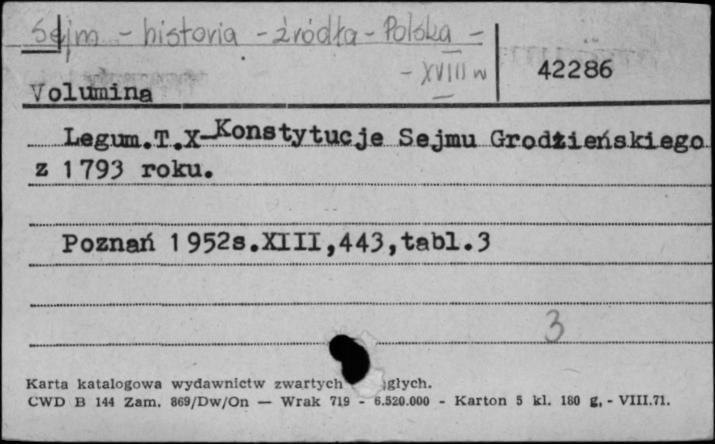 Sejm - historia - źródła - Polska -
- XVIII w
42286
Volumina
Legum.T.X-Konstytucje Sejmu Grodzieńskiego
z 1793 roku.
Poznań 1952s.XIII,443,tabl.3
3
Karta katalogowa wydawnictw zwartych głych.
CWD B 144 Zam. 869/Dw/On — Wrak 719 - 6.520.000 - Karton 5 kl. 180 g, - VIII.71.